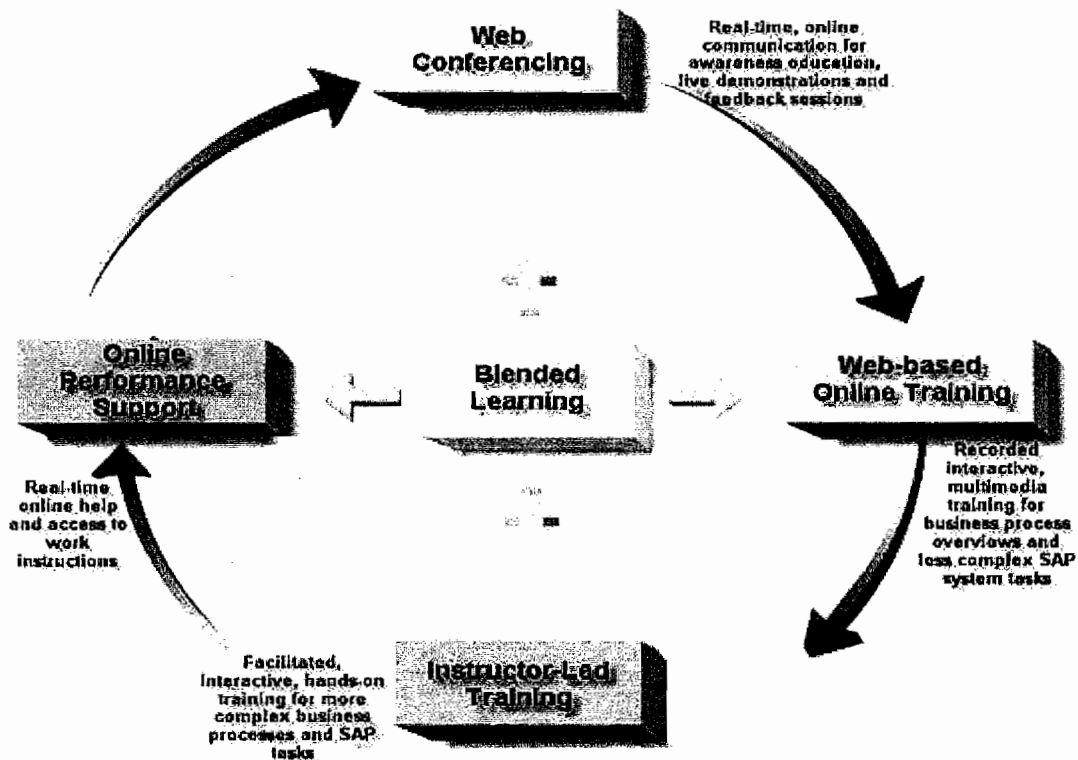 Web
Conferencing
Real-time, online
communication for
awareness education,
live demonstrations and
feedback sessions
Online
Performance
Support
Blended
Learning
Web-based
Online Training
Real-time
online help
and access to
work
instructions
Recorded
interactive,
multimedia
training for
business process
overviews and
less complex SAP
system tasks
Facilitated,
interactive, hands-on
training for more
complex business
processes and SAP
tasks
Instructor-Led
Training